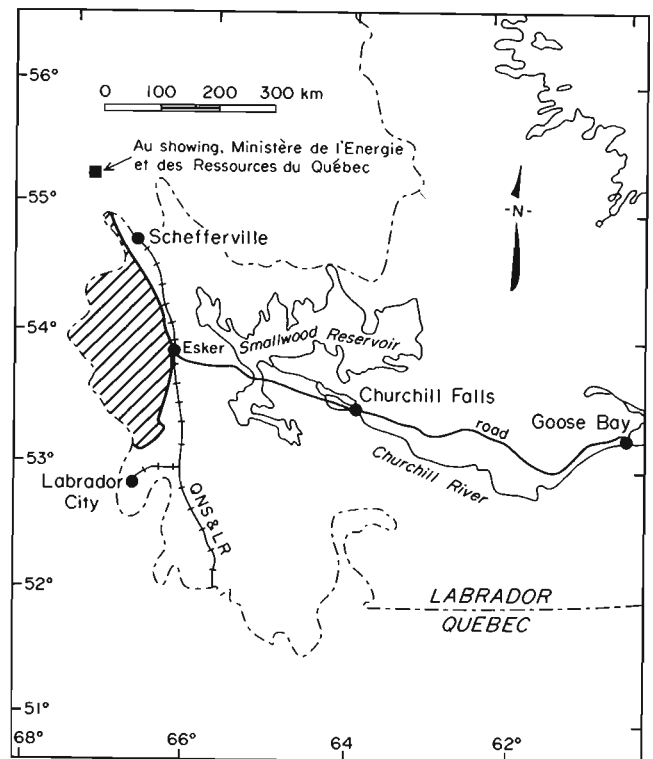 56°
0 100 200 300 km
Au showing, Ministère de l'Energie
et des Ressources du Québec
55°
-N-
Schefferville
54°
Esker
Smallwood Reservoir
Churchill Falls
road
Goose Bay
53°
Churchill River
Labrador
City
QNS&LR
52°
LABRADOR
QUEBEC
51°
68°
66°
64
62°